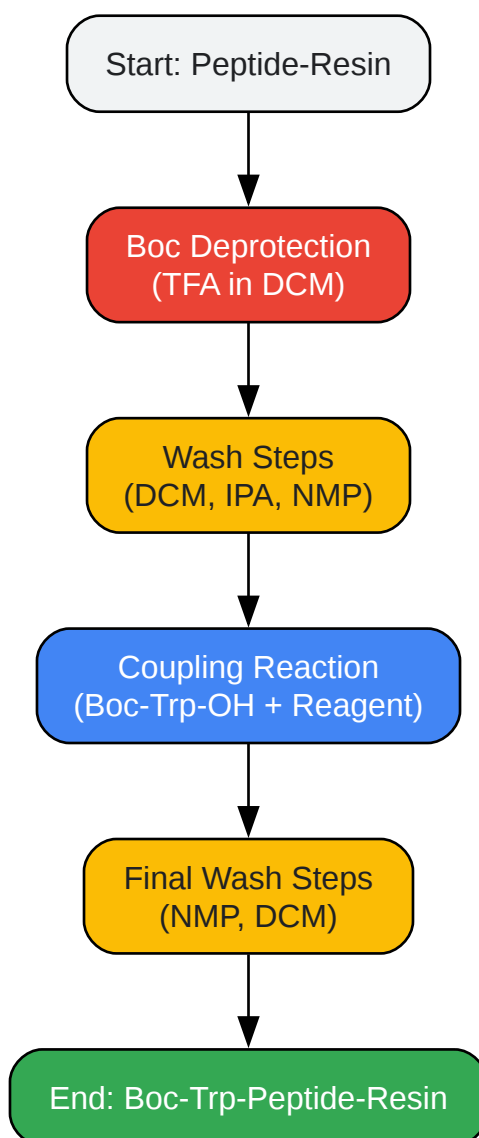 Start: Peptide-Resin
Boc Deprotection
(TFA in DCM)
Wash Steps
(DCM, IPA, NMP)
Coupling Reaction
(Boc-Trp-OH + Reagent)
Final Wash Steps
(NMP, DCM)
End: Boc-Trp-Peptide-Resin